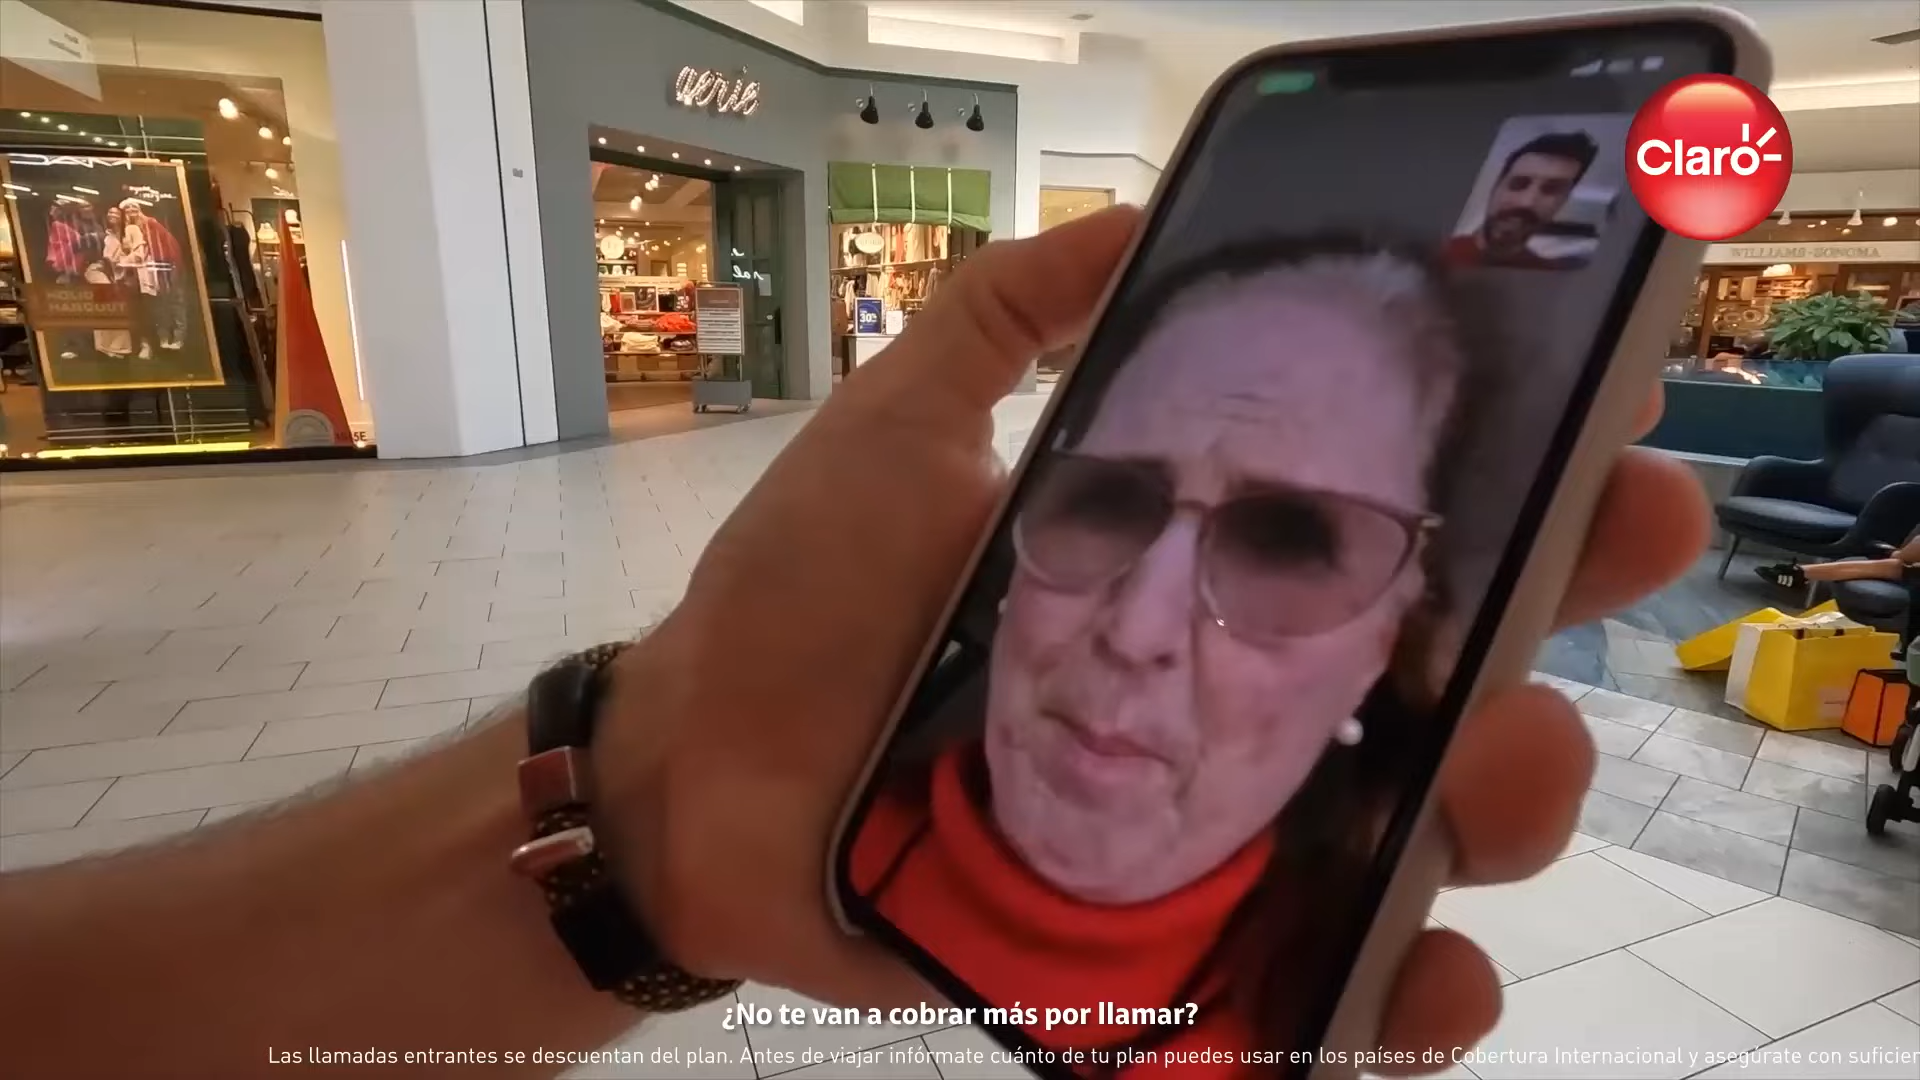 aerie
Claro
MAC
WILLIAMS-SONOMA
HANGOUT
30%
¿No te van a cobrar más por llamar?
Las llamadas entrantes se descuentan del plan. Antes de viajar infórmate cuánto de tu plan puedes usar en los países de Cobertura Internacional y asegúrate con suficien